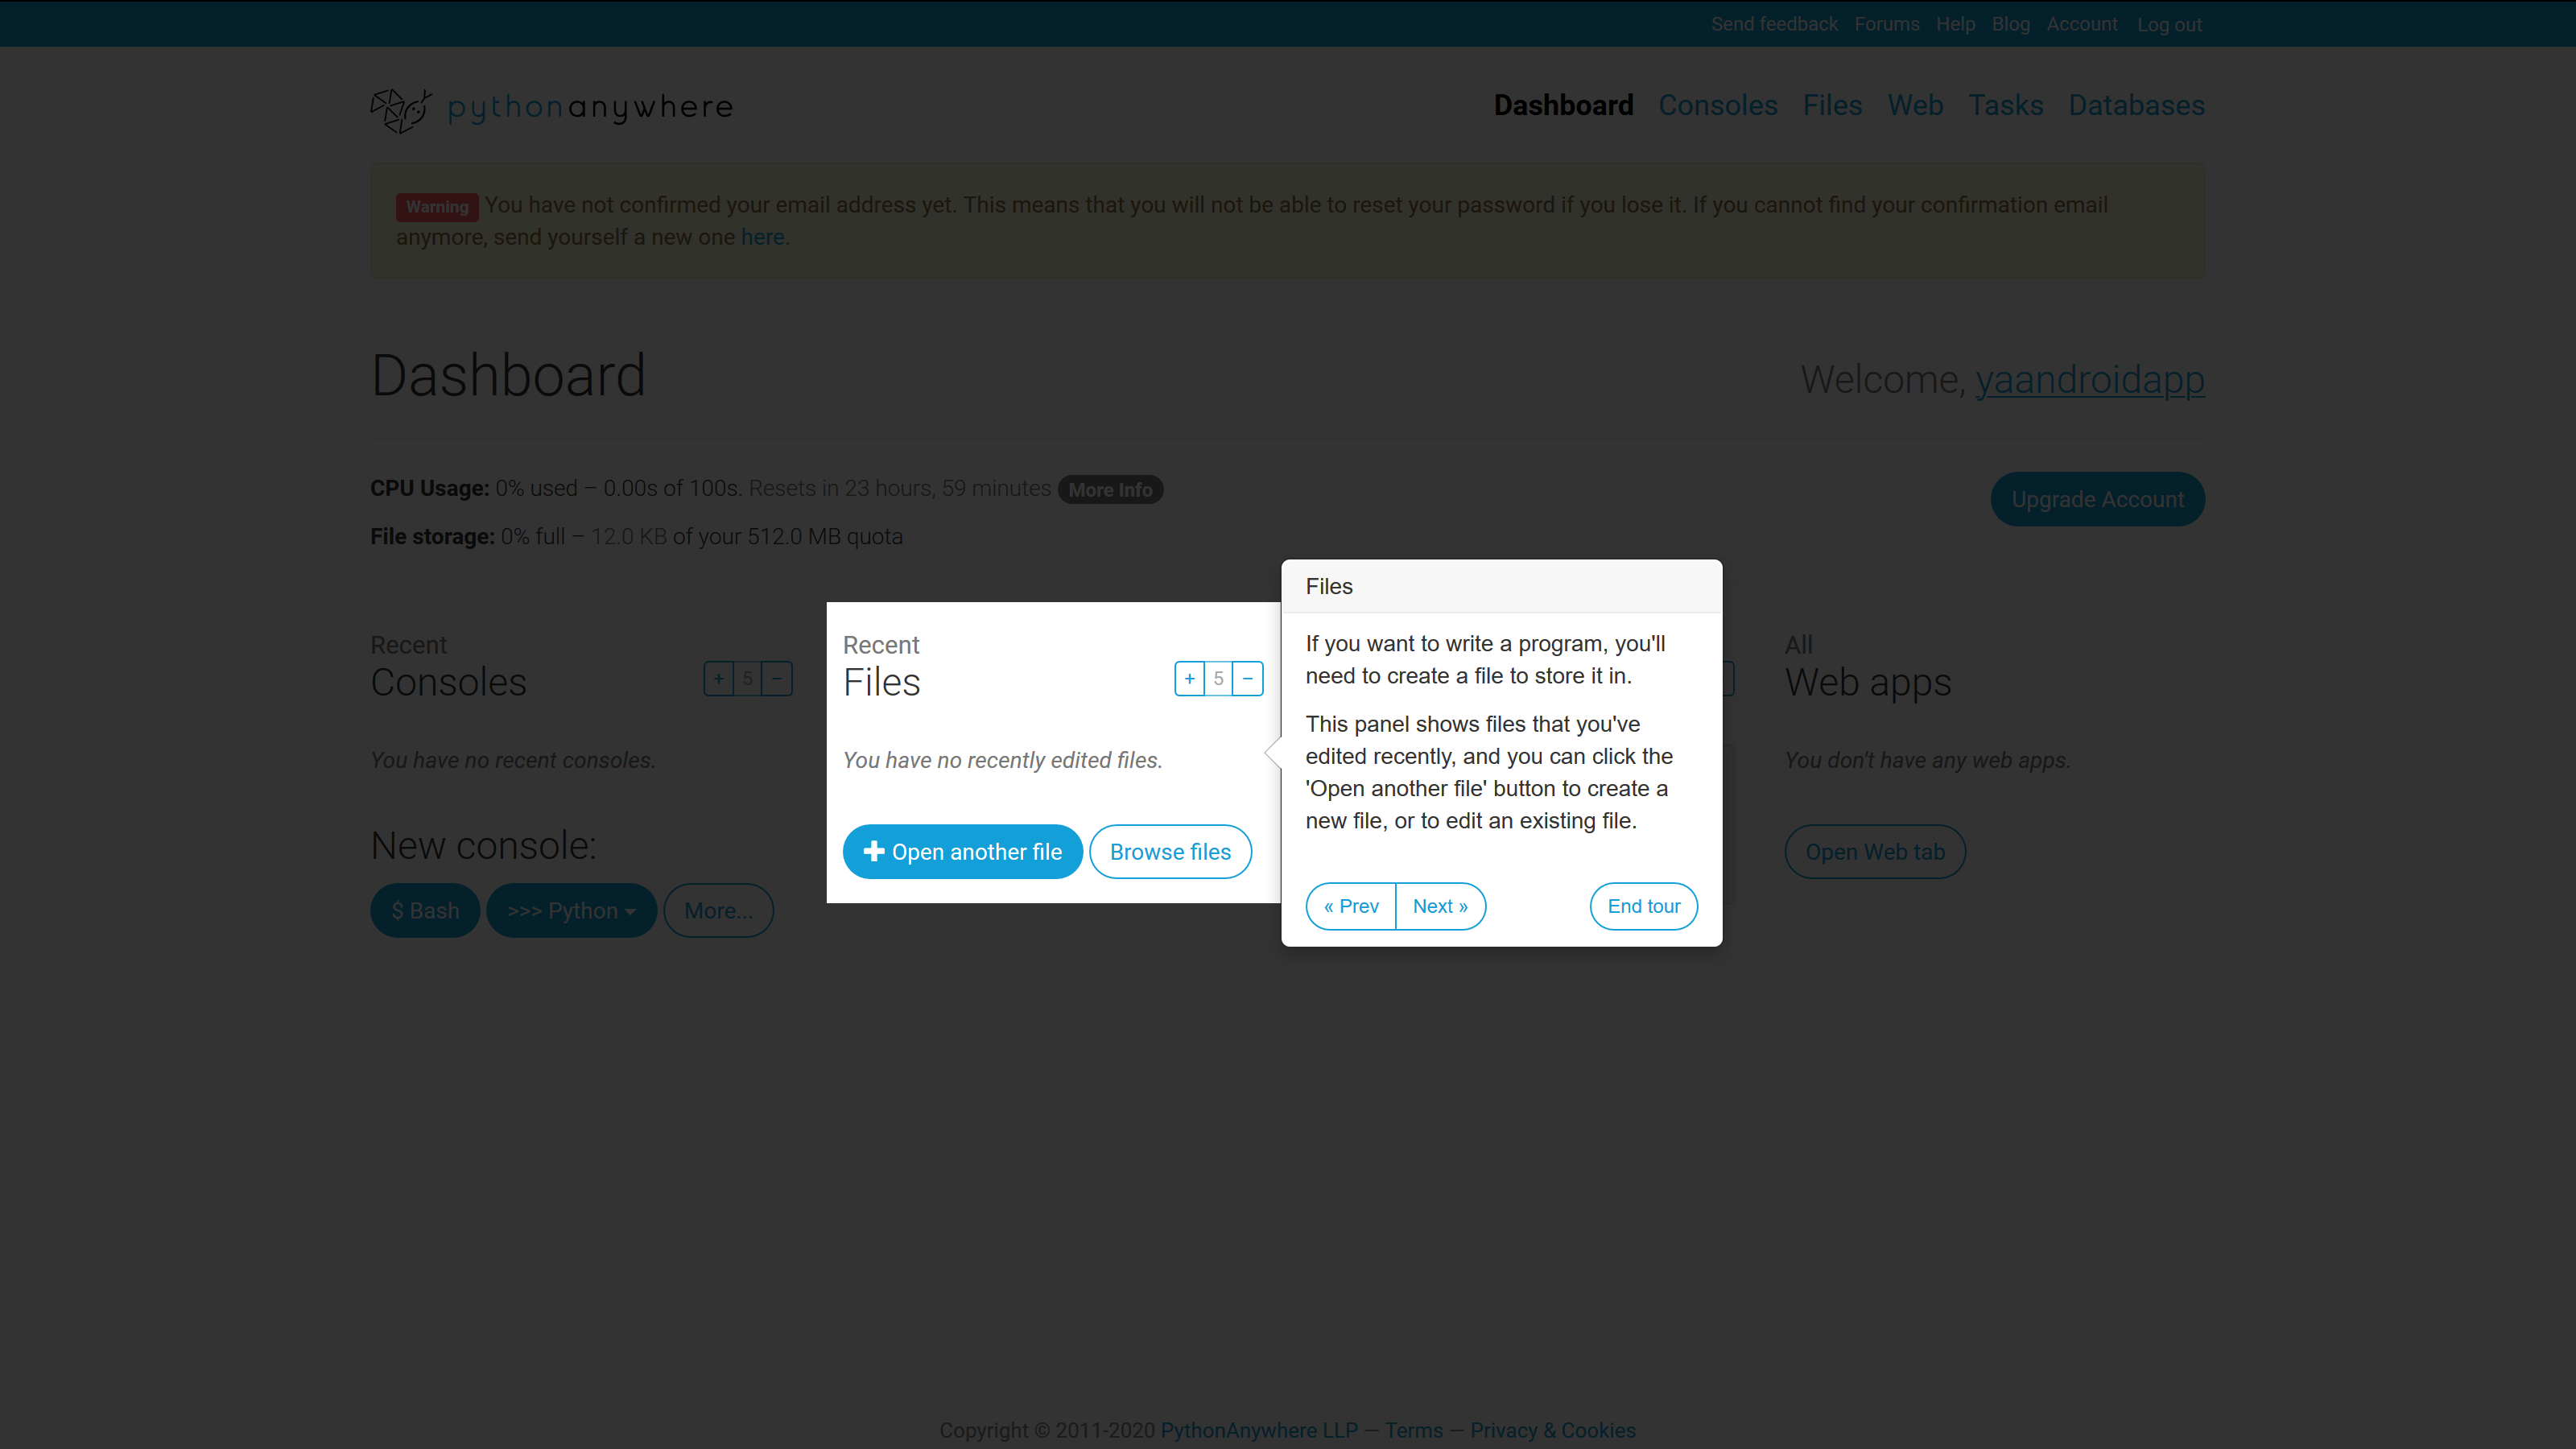 Send feedback Forums Help Blog Account Log out
pythonanywhere
Dashboard Consoles Files Web Tasks Databases
Warning You have not confirmed your email address yet. This means that you will not be able to reset your password if you lose it. If you cannot find your confirmation email
anymore, send yourself a new one here.
Dashboard
Welcome, yaandroidapp
CPU Usage: 0% used – 0.00s of 100s. Resets in 23 hours, 59 minutes More Info
File storage: 0% full – 12.0 KB of your 512.0 MB quota
Upgrade Account
Recent
Consoles
+ 5 −
You have no recent consoles.
New console:
$ Bash >>> Python More...
Recent
Files
+ 5 −
You have no recently edited files.
Open another file Browse files
Files
If you want to write a program, you'll
need to create a file to store it in.
This panel shows files that you've
edited recently, and you can click the
'Open another file' button to create a
new file, or to edit an existing file.
« Prev Next » End tour
All
Web apps
You don't have any web apps.
Open Web tab
Copyright © 2011-2020 PythonAnywhere LLP — Terms — Privacy & Cookies